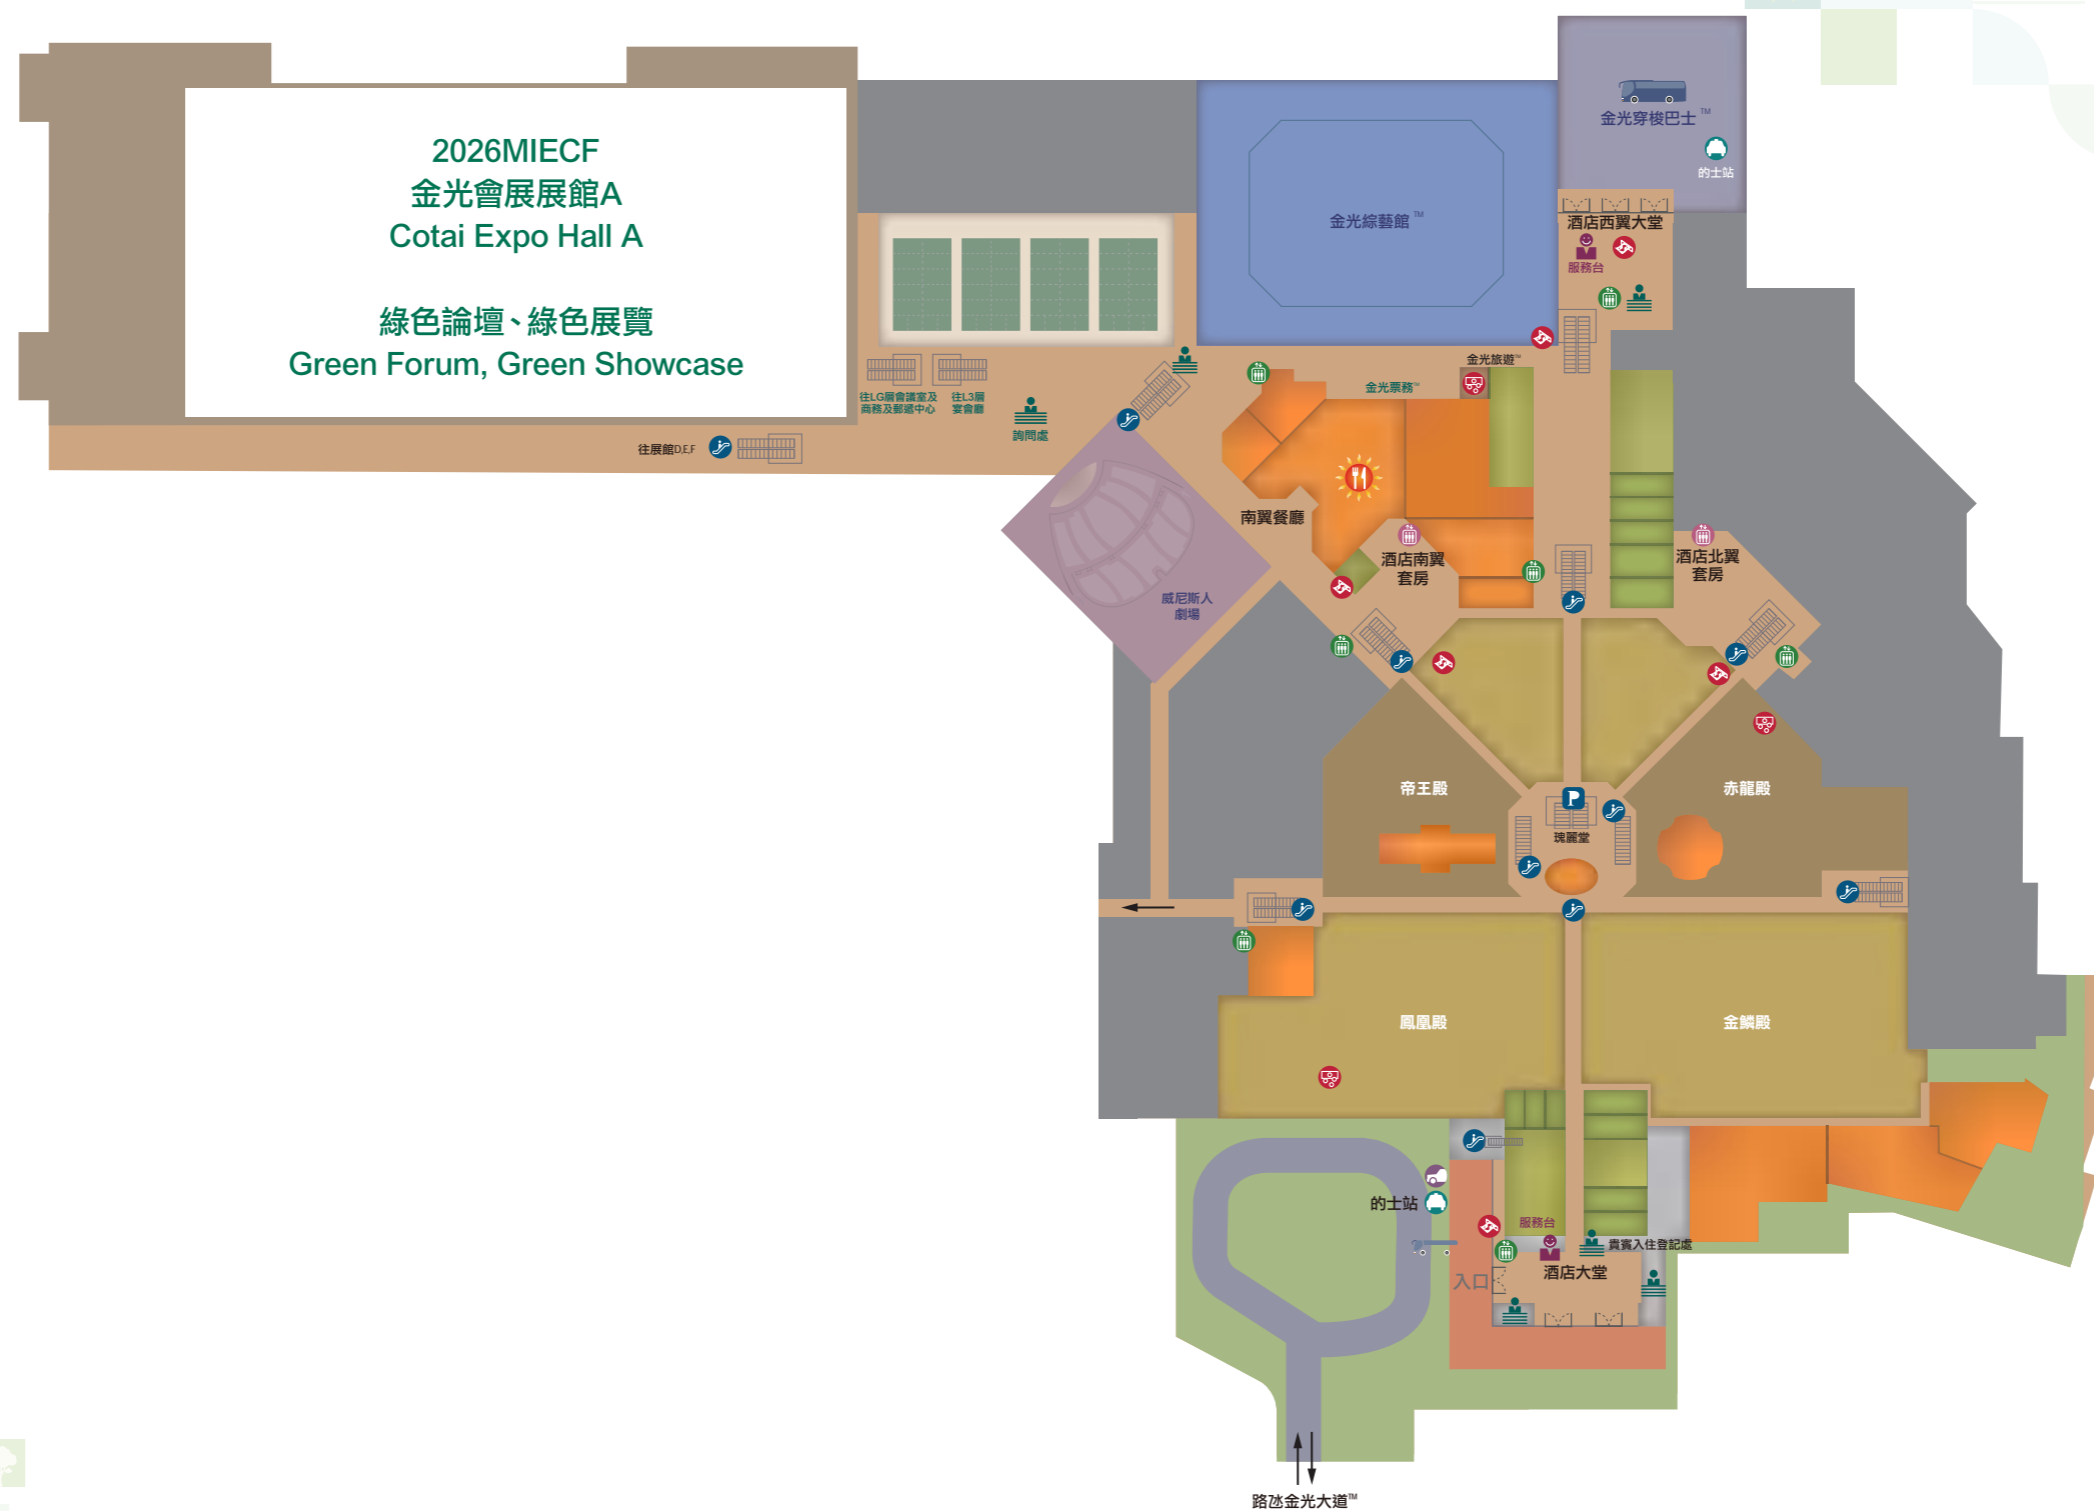 2026MIECF
金光會展展館A
Cotai Expo Hall A
綠色論壇、綠色展覽
Green Forum, Green Showcase
金光穿梭巴士™
的士站
金光綜藝館™
酒店西翼大堂
服務台
金光旅遊™
金光票務™
往LG層會議室及
商務及郵遞中心
往L3層
宴會廳
詢問處
往展館D,E,F
南翼餐廳
酒店南翼
套房
酒店北翼
套房
威尼斯人
劇場
帝王殿
赤龍殿
P
瑰麗堂
鳳凰殿
金鱗殿
的士站
服務台
貴賓入住登記處
酒店大堂
入口
路氹金光大道™